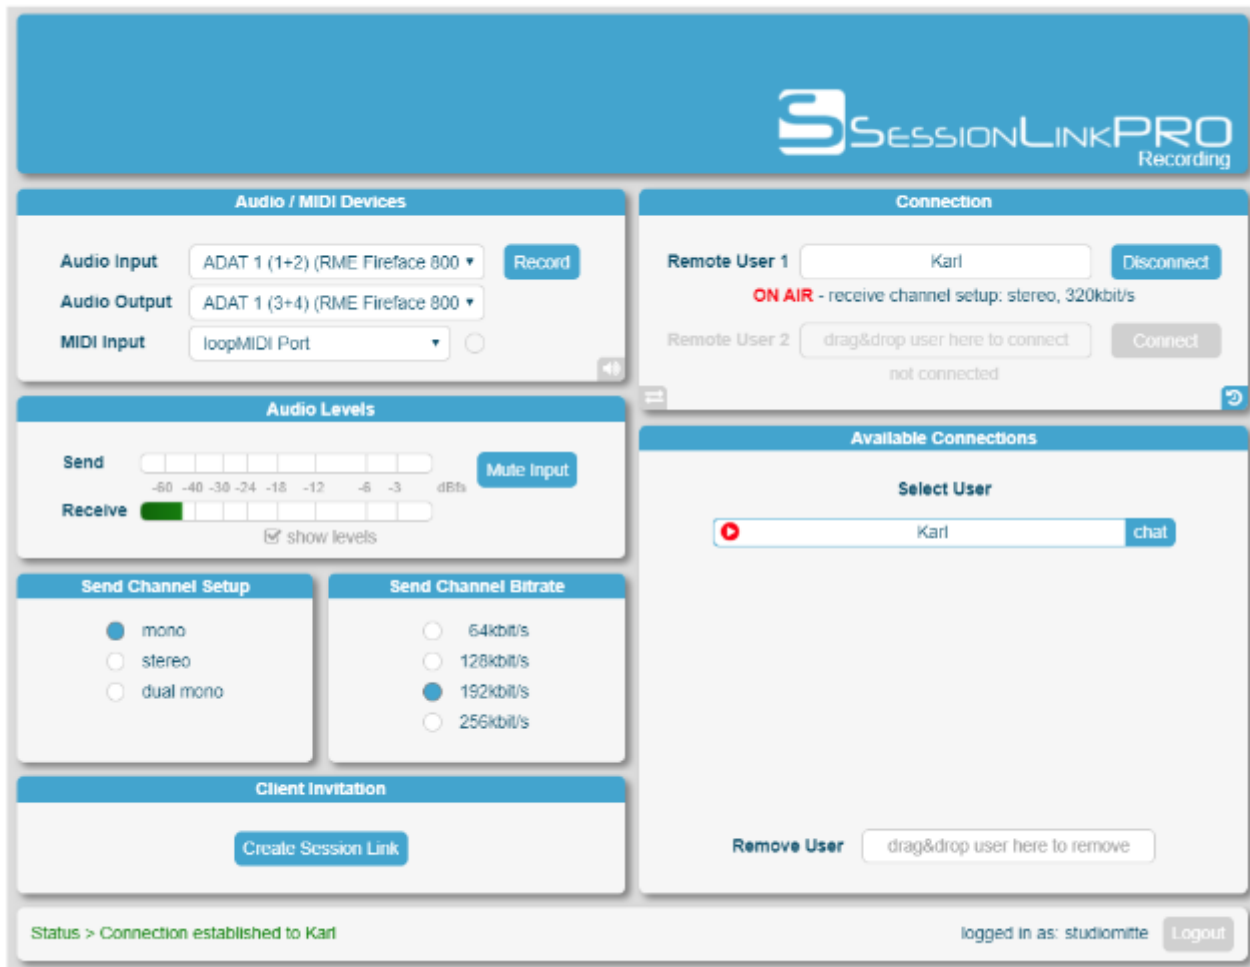 SESSIONLINKPRO
Recording
Audio / MIDI Devices
Audio Input ADAT 1 (1+2) (RME Fireface 800 Record
Audio Output ADAT 1 (3+4) (RME Fireface 800
MIDI Input loopMIDI Port
Audio Levels
Send Mute Input
-60 -40 -30 -24 -18 -12 -6 -3 dBfs
Receive
show levels
Send Channel Setup
mono
stereo
dual mono
Send Channel Bitrate
64kbit/s
128kbit/s
192kbit/s
256kbit/s
Client Invitation
Create Session Link
Connection
Remote User 1 Karl Disconnect
ON AIR - receive channel setup: stereo, 320kbit/s
Remote User 2 drag&drop user here to connect Connect
not connected
Available Connections
Select User
Karl chat
Remove User drag&drop user here to remove
Status > Connection established to Karl
logged in as: studiomitte Logout